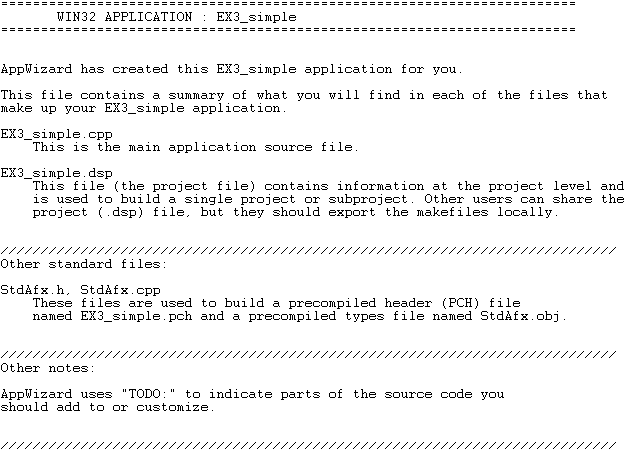 ========================================================================
       WIN32 APPLICATION : EX3_simple
========================================================================
AppWizard has created this EX3_simple application for you.
This file contains a summary of what you will find in each of the files that
make up your EX3_simple application.
EX3_simple.cpp
    This is the main application source file.
EX3_simple.dsp
    This file (the project file) contains information at the project level and
    is used to build a single project or subproject. Other users can share the
    project (.dsp) file, but they should export the makefiles locally.
/////////////////////////////////////////////////////////////////////////////
Other standard files:
StdAfx.h, StdAfx.cpp
    These files are used to build a precompiled header (PCH) file
    named EX3_simple.pch and a precompiled types file named StdAfx.obj.
/////////////////////////////////////////////////////////////////////////////
Other notes:
AppWizard uses "TODO:" to indicate parts of the source code you
should add to or customize.
/////////////////////////////////////////////////////////////////////////////